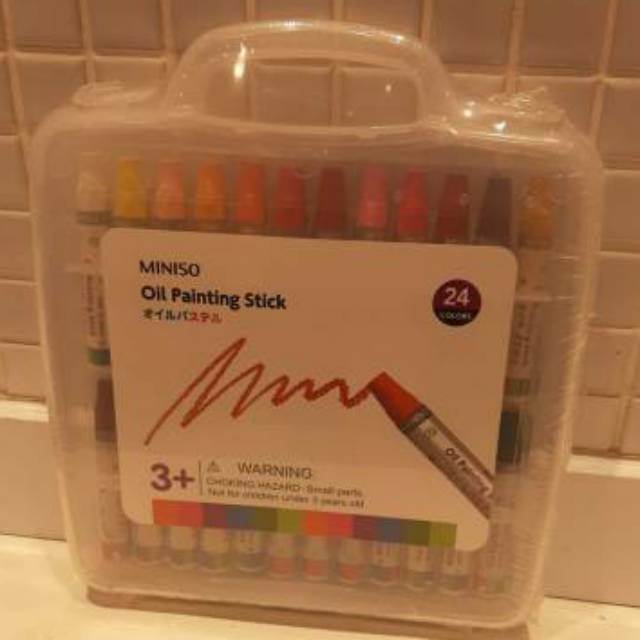 MINISO
Oil Painting Stick
オイルパステル
24
COLORS
3+
WARNING
CHOKING HAZARD-Small parts
Not for children under 3 years old
Oil Painting